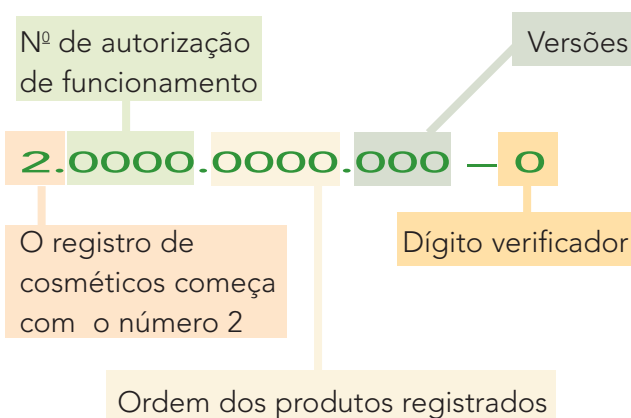 Nº de autorização
de funcionamento
Versões
2.0000.0000.000 – 0
O registro de
cosméticos começa
com o número 2
Dígito verificador
Ordem dos produtos registrados